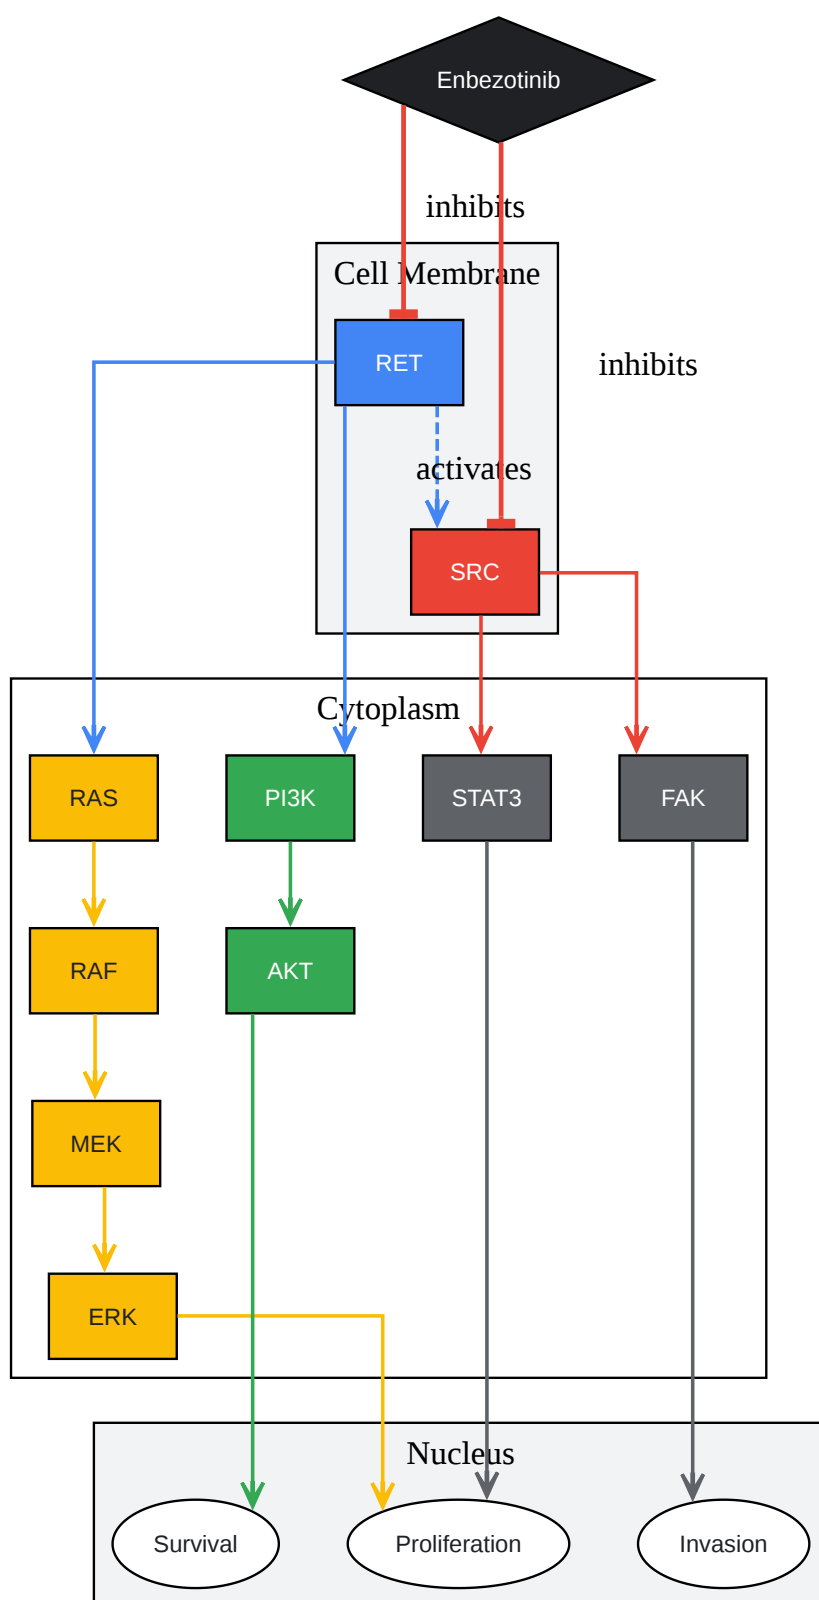 Enbezotinib
inhibits
Cell Membrane
RET
inhibits
activates
SRC
Cytoplasm
RAS
PI3K
STAT3
FAK
RAF
AKT
MEK
ERK
Nucleus
Survival
Proliferation
Invasion